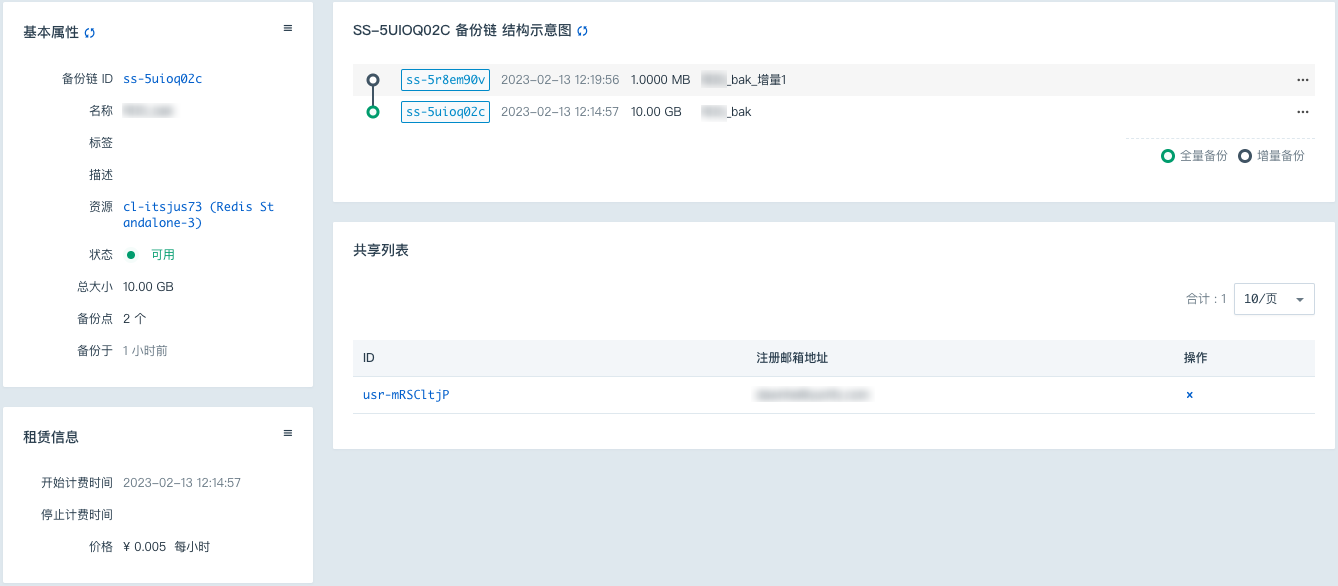 基本属性
备份链 ID ss-5uioq02c
名称
标签
描述
资源 cl-itsjus73 (Redis St
andalone-3)
状态 可用
总大小 10.00 GB
备份点 2 个
备份于 1 小时前
租赁信息
开始计费时间 2023-02-13 12:14:57
停止计费时间
价格 ¥ 0.005 每小时
SS-5UIOQ02C 备份链 结构示意图
ss-5r8em90v 2023-02-13 12:19:56 1.0000 MB _bak_增量1
ss-5uioq02c 2023-02-13 12:14:57 10.00 GB _bak
全量备份 增量备份
共享列表
合计：1 10/页
ID 注册邮箱地址 操作
usr-mRSCltjP ×